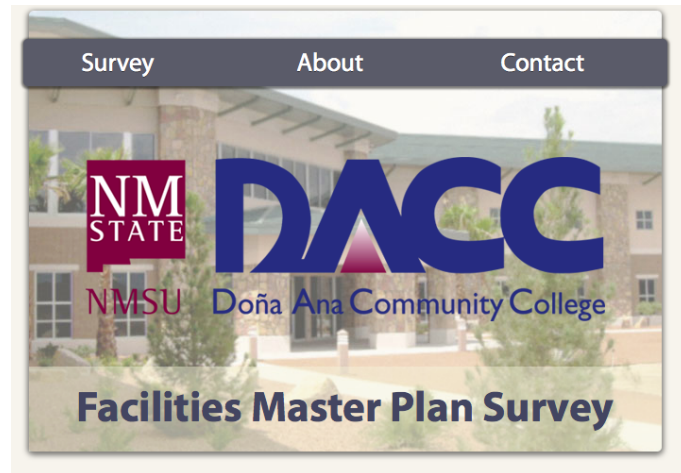 Survey About Contact
NM
STATE
NMSU
DACC
Doña Ana Community College
Facilities Master Plan Survey